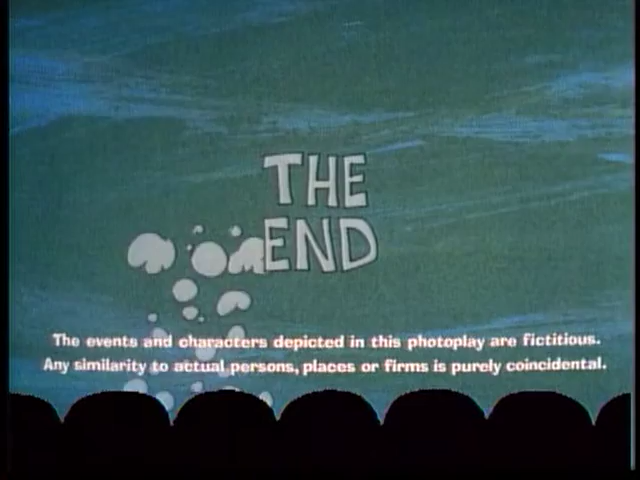 THE
END
The events and characters depicted in this photoplay are fictitious.
Any similarity to actual persons, places or firms is purely coincidental.